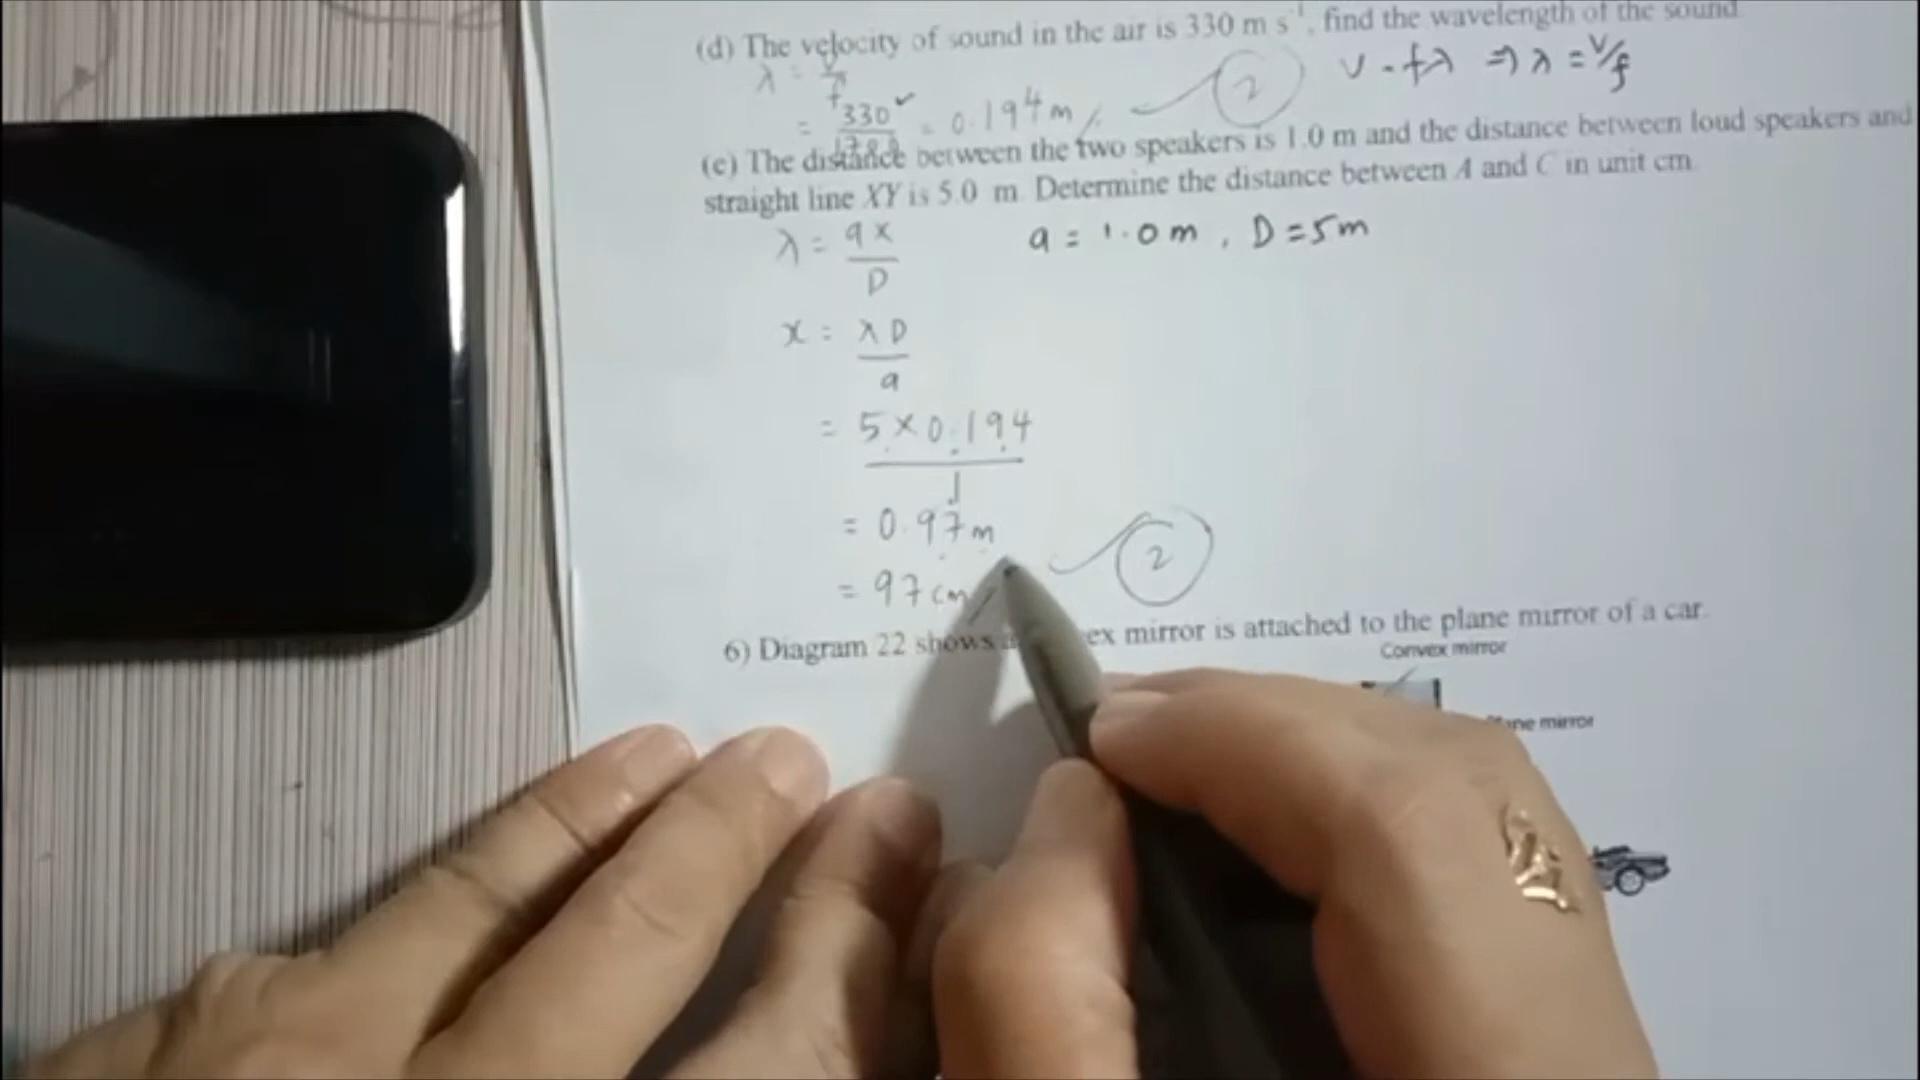 (d) The velocity of sound in the air is 330 m s⁻¹, find the wavelength of the sound
λ = v/f
V = fλ ⇒ λ = V/f
= 330 = 0.194 m
2
(e) The distance between the two speakers is 1.0 m and the distance between loud speakers and
straight line XY is 5.0 m. Determine the distance between A and C in unit cm.
λ = ax/D
a = 1.0 m, D = 5m
x = λD/a
= 5 × 0.194
1
= 0.97 m
2
= 97 cm
6) Diagram 22 shows mirror is attached to the plane mirror of a car.
Convex mirror
mirror